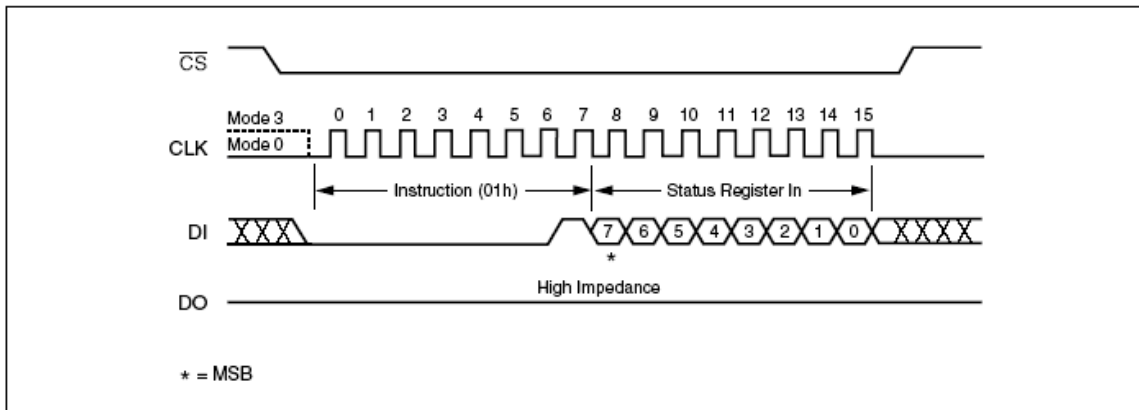 CS
Mode 3
0 1 2 3 4 5 6 7 8 9 10 11 12 13 14 15
CLK
Mode 0
Instruction (01h)
Status Register In
DI
7 6 5 4 3 2 1 0
*
High Impedance
DO
* = MSB